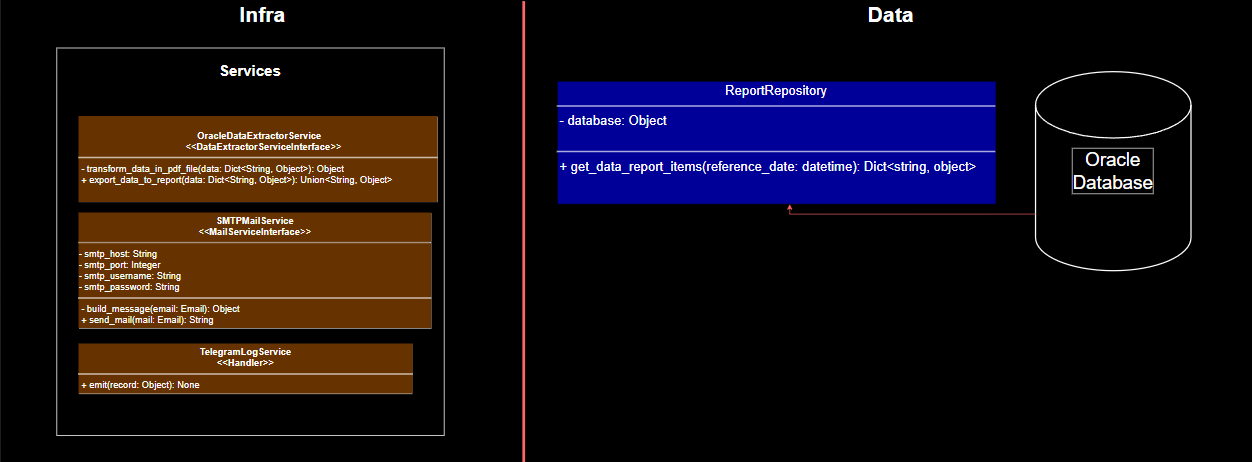 Infra
Services
OracleDataExtractorService
<<DataExtractorServiceInterface>>
- transform_data_in_pdf_file(data: Dict<String, Object>): Object
+ export_data_to_report(data: Dict<String, Object>): Union<String, Object>
SMTPMailService
<<MailServiceInterface>>
- smtp_host: String
- smtp_port: Integer
- smtp_username: String
- smtp_password: String
- build_message(email: Email): Object
+ send_mail(mail: Email): String
TelegramLogService
<<Handler>>
+ emit(record: Object): None
Data
ReportRepository
- database: Object
+ get_data_report_items(reference_date: datetime): Dict<string, object>
Oracle
Database